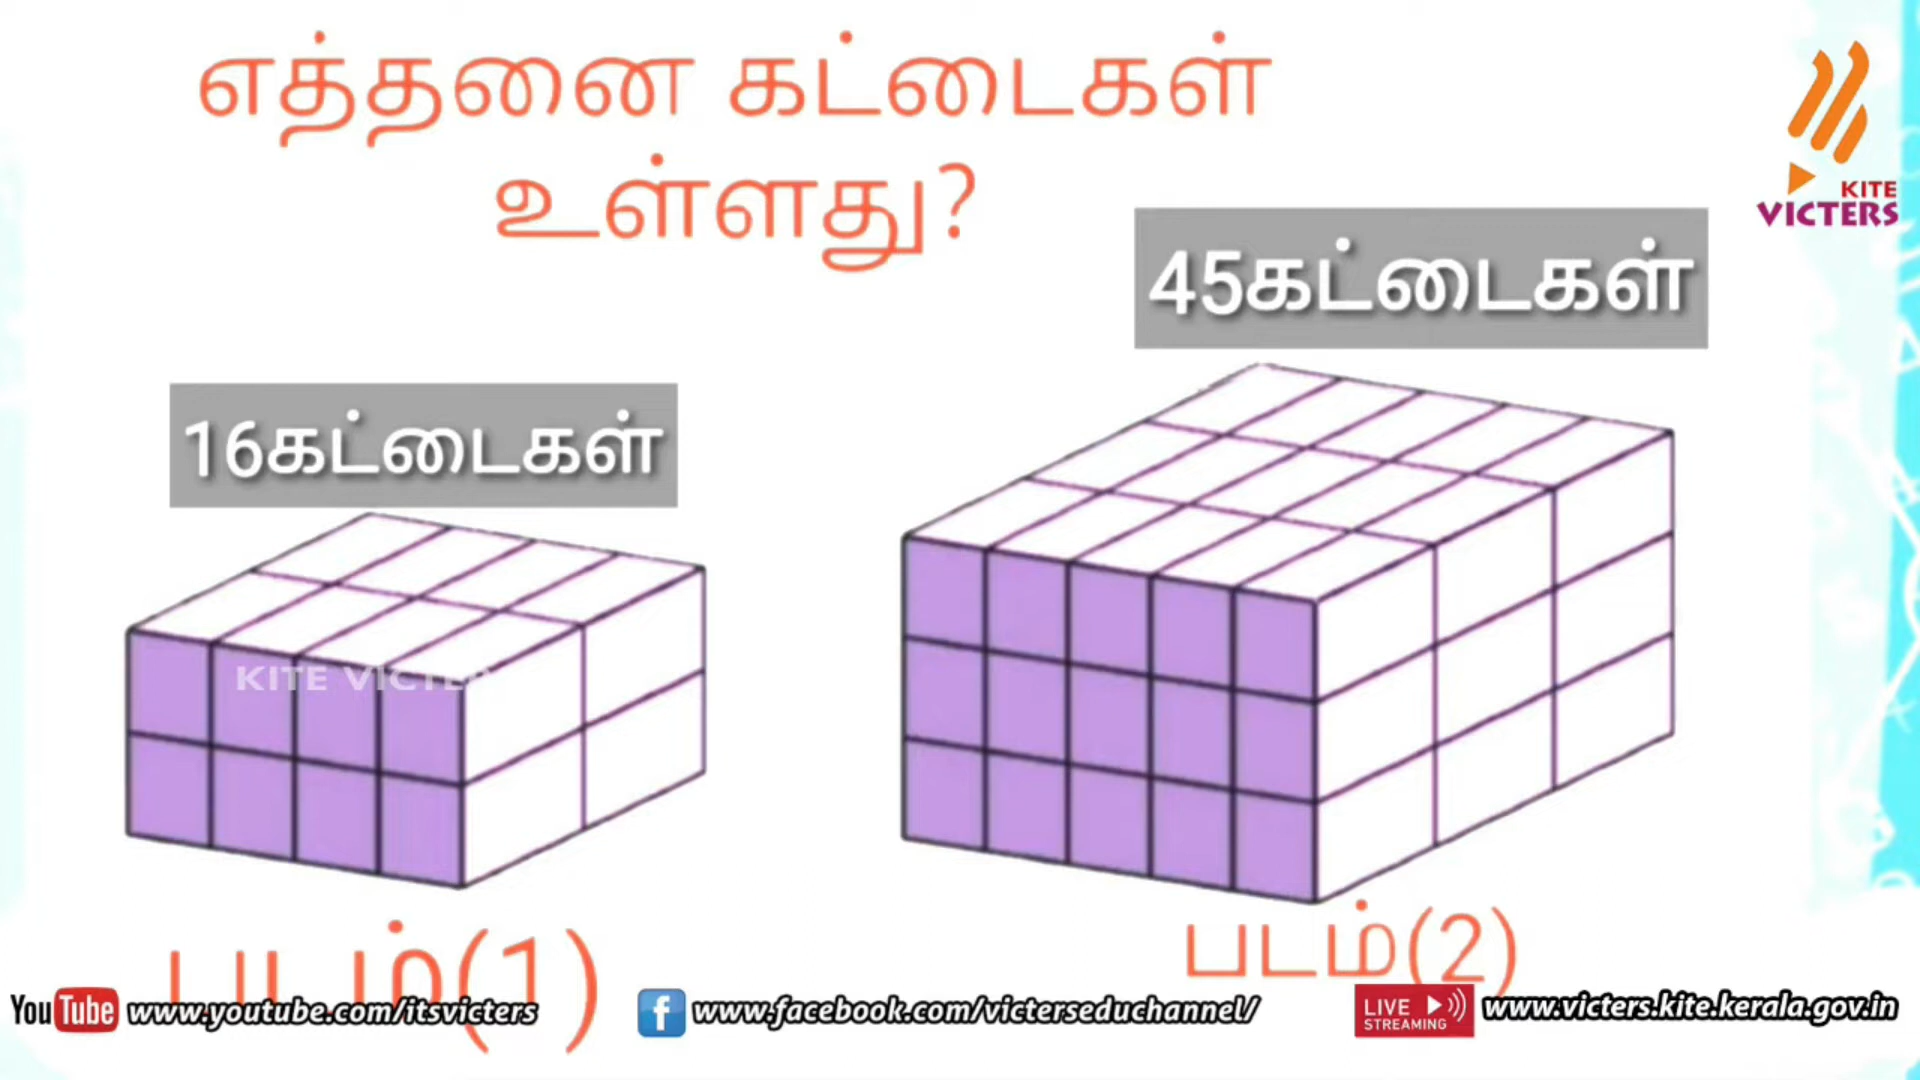 எத்தனை கட்டைகள்
உள்ளது?
KITE
VICTERS
45கட்டைகள்
16கட்டைகள்
KITE VICTER
படம்(1)
படம்(2)
YouTube www.youtube.com/itsvicters
f www.facebook.com/victerseduchannel/
LIVE
STREAMING
www.victers.kite.kerala.gov.in